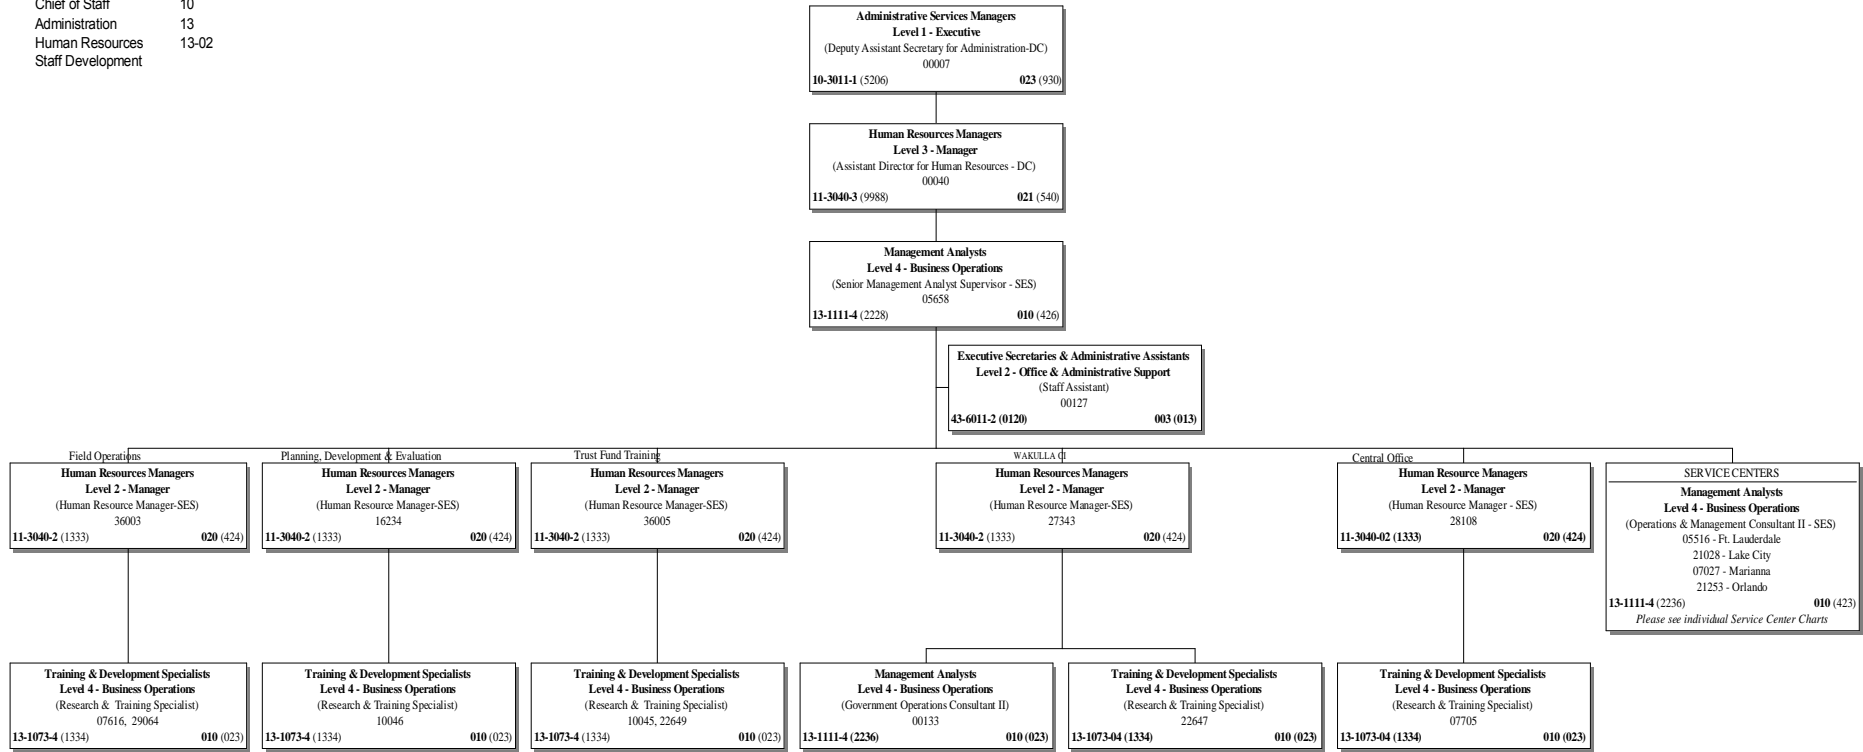 Chief of Staff 10
Administration 13
Human Resources 13-02
Staff Development
Administrative Services Managers
Level 1 - Executive
(Deputy Assistant Secretary for Administration-DC)
00007
10-3011-1 (5206) 023 (930)
Human Resources Managers
Level 3 - Manager
(Assistant Director for Human Resources - DC)
00040
11-3040-3 (9988) 021 (540)
Management Analysts
Level 4 - Business Operations
(Senior Management Analyst Supervisor - SES)
05658
13-1111-4 (2228) 010 (426)
Executive Secretaries & Administrative Assistants
Level 2 - Office & Administrative Support
(Staff Assistant)
00127
43-6011-2 (0120) 003 (013)
Field Operations
Human Resources Managers
Level 2 - Manager
(Human Resource Manager-SES)
36003
11-3040-2 (1333) 020 (424)
Planning, Development & Evaluation
Human Resources Managers
Level 2 - Manager
(Human Resource Manager-SES)
16234
11-3040-2 (1333) 020 (424)
Trust Fund Training
Human Resources Managers
Level 2 - Manager
(Human Resource Manager-SES)
36005
11-3040-2 (1333) 020 (424)
WAKULLA CI
Human Resources Managers
Level 2 - Manager
(Human Resource Manager-SES)
27343
11-3040-2 (1333) 020 (424)
Central Office
Human Resource Managers
Level 2 - Manager
(Human Resource Manager - SES)
28108
11-3040-02 (1333) 020 (424)
SERVICE CENTERS
Management Analysts
Level 4 - Business Operations
(Operations & Management Consultant II - SES)
05516 - Ft. Lauderdale
21028 - Lake City
07027 - Marianna
21253 - Orlando
13-1111-4 (2236) 010 (423)
Please see individual Service Center Charts
Training & Development Specialists
Level 4 - Business Operations
(Research & Training Specialist)
07616, 29064
13-1073-4 (1334) 010 (023)
Training & Development Specialists
Level 4 - Business Operations
(Research & Training Specialist)
10046
13-1073-4 (1334) 010 (023)
Training & Development Specialists
Level 4 - Business Operations
(Research & Training Specialist)
10045, 22649
13-1073-4 (1334) 010 (023)
Management Analysts
Level 4 - Business Operations
(Government Operations Consultant II)
00133
13-1111-4 (2236) 010 (023)
Training & Development Specialists
Level 4 - Business Operations
(Research & Training Specialist)
22647
13-1073-04 (1334) 010 (023)
Training & Development Specialists
Level 4 - Business Operations
(Research & Training Specialist)
07705
13-1073-04 (1334) 010 (023)